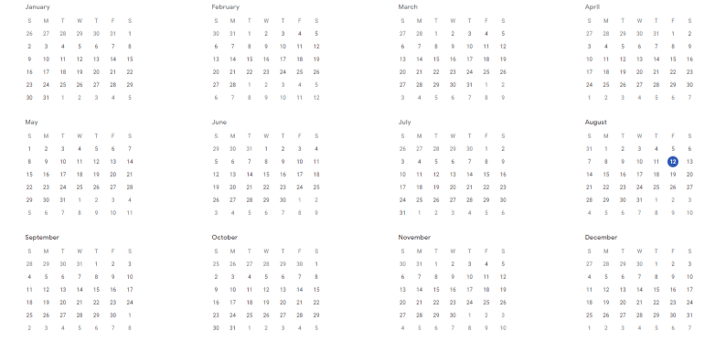 January
S M T W T F S
26 27 28 29 30 31 1
2 3 4 5 6 7 8
9 10 11 12 13 14 15
16 17 18 19 20 21 22
23 24 25 26 27 28 29
30 31 1 2 3 4 5
February
S M T W T F S
30 31 1 2 3 4 5
6 7 8 9 10 11 12
13 14 15 16 17 18 19
20 21 22 23 24 25 26
27 28 1 2 3 4 5
6 7 8 9 10 11 12
March
S M T W T F S
27 28 1 2 3 4 5
6 7 8 9 10 11 12
13 14 15 16 17 18 19
20 21 22 23 24 25 26
27 28 29 30 31 1 2
3 4 5 6 7 8 9
April
S M T W T F S
27 28 29 30 31 1 2
3 4 5 6 7 8 9
10 11 12 13 14 15 16
17 18 19 20 21 22 23
24 25 26 27 28 29 30
1 2 3 4 5 6 7
May
S M T W T F S
1 2 3 4 5 6 7
8 9 10 11 12 13 14
15 16 17 18 19 20 21
22 23 24 25 26 27 28
29 30 31 1 2 3 4
5 6 7 8 9 10 11
June
S M T W T F S
29 30 31 1 2 3 4
5 6 7 8 9 10 11
12 13 14 15 16 17 18
19 20 21 22 23 24 25
26 27 28 29 30 1 2
3 4 5 6 7 8 9
July
S M T W T F S
26 27 28 29 30 1 2
3 4 5 6 7 8 9
10 11 12 13 14 15 16
17 18 19 20 21 22 23
24 25 26 27 28 29 30
31 1 2 3 4 5 6
August
S M T W T F S
31 1 2 3 4 5 6
7 8 9 10 11 12 13
14 15 16 17 18 19 20
21 22 23 24 25 26 27
28 29 30 31 1 2 3
4 5 6 7 8 9 10
September
S M T W T F S
28 29 30 31 1 2 3
4 5 6 7 8 9 10
11 12 13 14 15 16 17
18 19 20 21 22 23 24
25 26 27 28 29 30 1
2 3 4 5 6 7 8
October
S M T W T F S
25 26 27 28 29 30 1
2 3 4 5 6 7 8
9 10 11 12 13 14 15
16 17 18 19 20 21 22
23 24 25 26 27 28 29
30 31 1 2 3 4 5
November
S M T W T F S
30 31 1 2 3 4 5
6 7 8 9 10 11 12
13 14 15 16 17 18 19
20 21 22 23 24 25 26
27 28 29 30 1 2 3
4 5 6 7 8 9 10
December
S M T W T F S
27 28 29 30 1 2 3
4 5 6 7 8 9 10
11 12 13 14 15 16 17
18 19 20 21 22 23 24
25 26 27 28 29 30 31
1 2 3 4 5 6 7